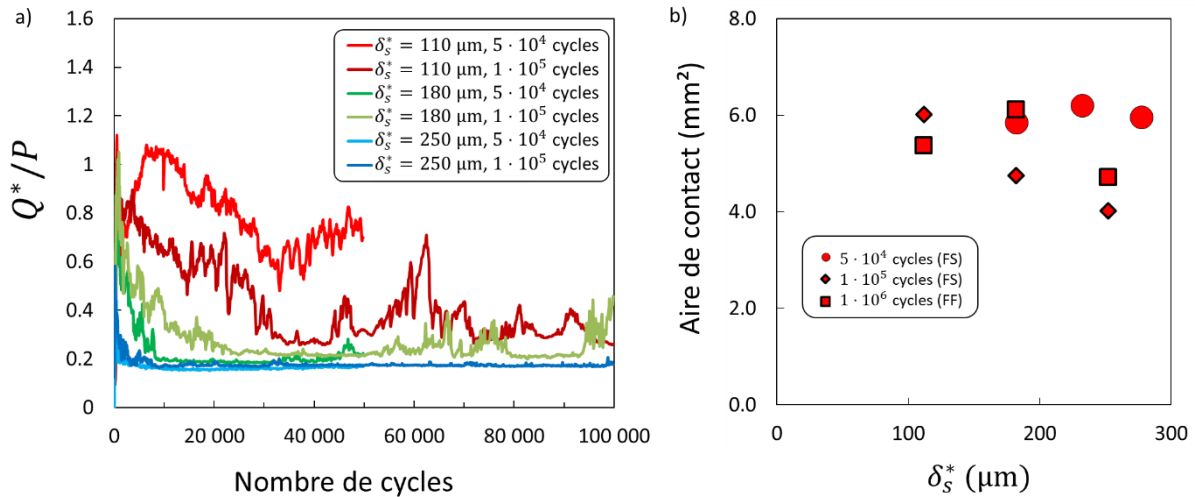 a)
1.6
1.4
1.2
1
0.8
0.6
0.4
0.2
0
Q*/P
δs* = 110 μm, 5 · 10⁴ cycles
δs* = 110 μm, 1 · 10⁵ cycles
δs* = 180 μm, 5 · 10⁴ cycles
δs* = 180 μm, 1 · 10⁵ cycles
δs* = 250 μm, 5 · 10⁴ cycles
δs* = 250 μm, 1 · 10⁵ cycles
0 20 000 40 000 60 000 80 000 100 000
Nombre de cycles
b)
8.0
6.0
4.0
2.0
0.0
Aire de contact (mm²)
5 · 10⁴ cycles (FS)
1 · 10⁵ cycles (FS)
1 · 10⁶ cycles (FF)
0 100 200 300
δs* (μm)